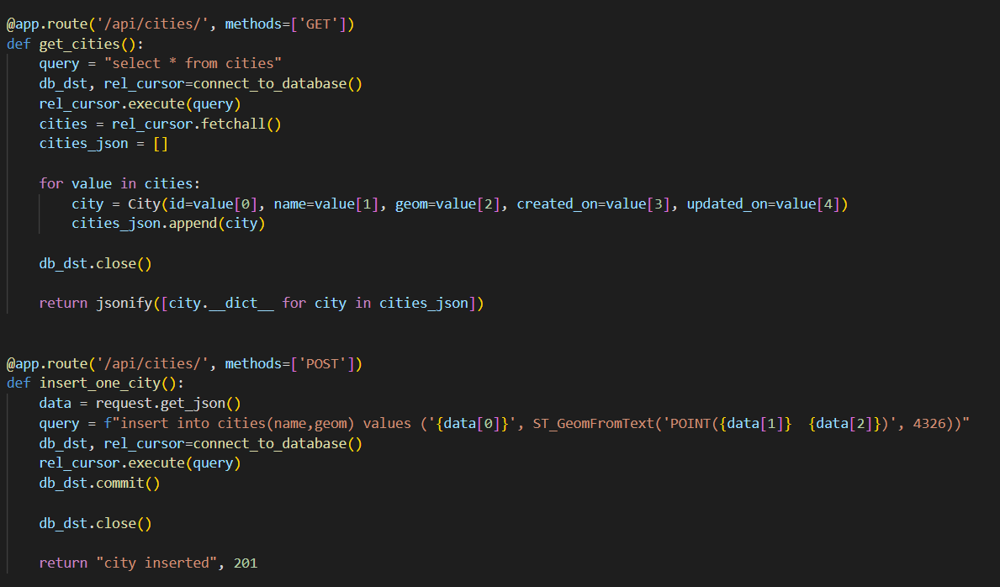 @app.route('/api/cities/', methods=['GET'])
def get_cities():
    query = "select * from cities"
    db_dst, rel_cursor=connect_to_database()
    rel_cursor.execute(query)
    cities = rel_cursor.fetchall()
    cities_json = []

    for value in cities:
        city = City(id=value[0], name=value[1], geom=value[2], created_on=value[3], updated_on=value[4])
        cities_json.append(city)

    db_dst.close()

    return jsonify([city.__dict__ for city in cities_json])


@app.route('/api/cities/', methods=['POST'])
def insert_one_city():
    data = request.get_json()
    query = f"insert into cities(name,geom) values ('{data[0]}', ST_GeomFromText('POINT({data[1]}  {data[2]})', 4326))"
    db_dst, rel_cursor=connect_to_database()
    rel_cursor.execute(query)
    db_dst.commit()

    db_dst.close()

    return "city inserted", 201